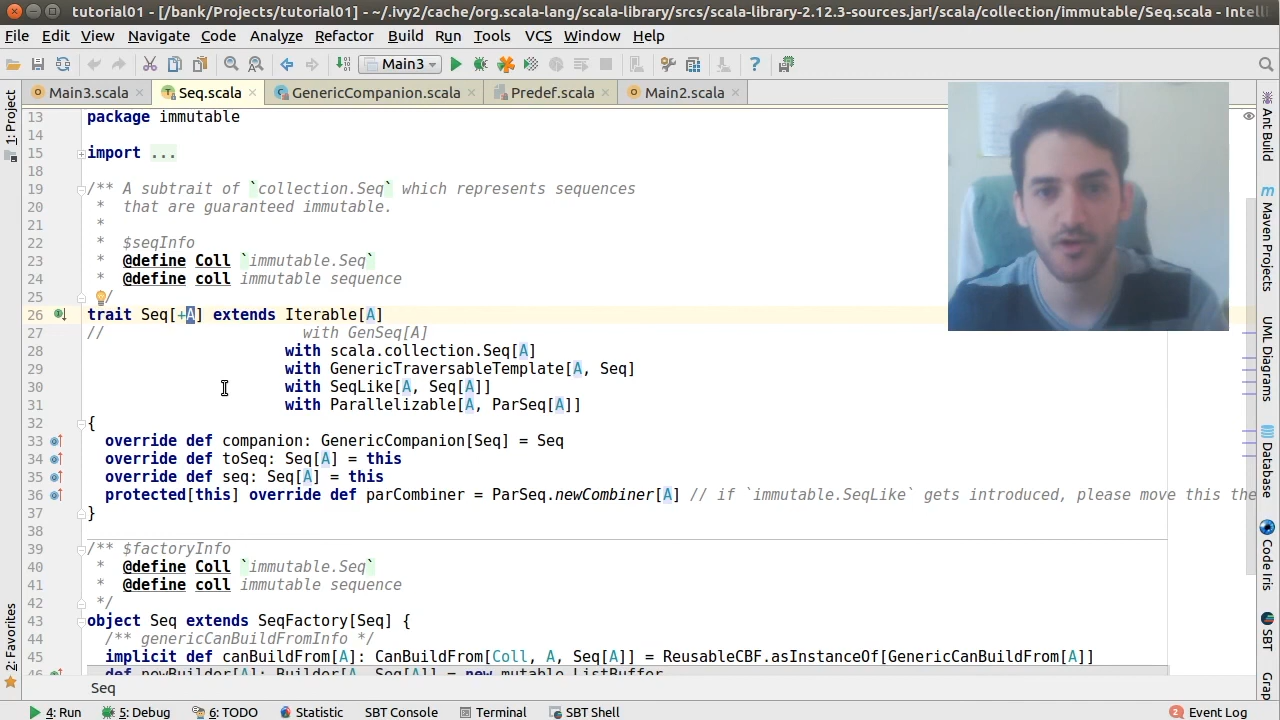 tutorial01 - [/bank/Projects/tutorial01] - ~/.ivy2/cache/org.scala-lang/scala-library/srcs/scala-library-2.12.3-sources.jar!/scala/collection/immutable/Seq.scala - Intell
File Edit View Navigate Code Analyze Refactor Build Run Tools VCS Window Help
Main3
Main3.scala Seq.scala GenericCompanion.scala Predef.scala Main2.scala
1: Project
2: Favorites
13 package immutable
14
15 import ...
18
19 /** A subtrait of `collection.Seq` which represents sequences
20 * that are guaranteed immutable.
21 *
22 * $seqInfo
23 * @define Coll `immutable.Seq`
24 * @define coll immutable sequence
25 /
26 trait Seq[+A] extends Iterable[A]
27 // with GenSeq[A]
28 with scala.collection.Seq[A]
29 with GenericTraversableTemplate[A, Seq]
30 with SeqLike[A, Seq[A]]
31 with Parallelizable[A, ParSeq[A]]
32 {
33 override def companion: GenericCompanion[Seq] = Seq
34 override def toSeq: Seq[A] = this
35 override def seq: Seq[A] = this
36 protected[this] override def parCombiner = ParSeq.newCombiner[A] // if `immutable.SeqLike` gets introduced, please move this the
37 }
38
39 /** $factoryInfo
40 * @define Coll `immutable.Seq`
41 * @define coll immutable sequence
42 */
43 object Seq extends SeqFactory[Seq] {
44 /** genericCanBuildFromInfo */
45 implicit def canBuildFrom[A]: CanBuildFrom[Coll, A, Seq[A]] = ReusableCBF.asInstanceOf[GenericCanBuildFrom[A]]
46 def newBuilder[A]: Builder[A, Seq[A]] = new mutable.ListBuffer
Seq
Ant Build
Maven Projects
UML Diagrams
Database
Code Iris
SBT
Grap
4: Run 5: Debug 6: TODO Statistic SBT Console Terminal SBT Shell 2 Event Log